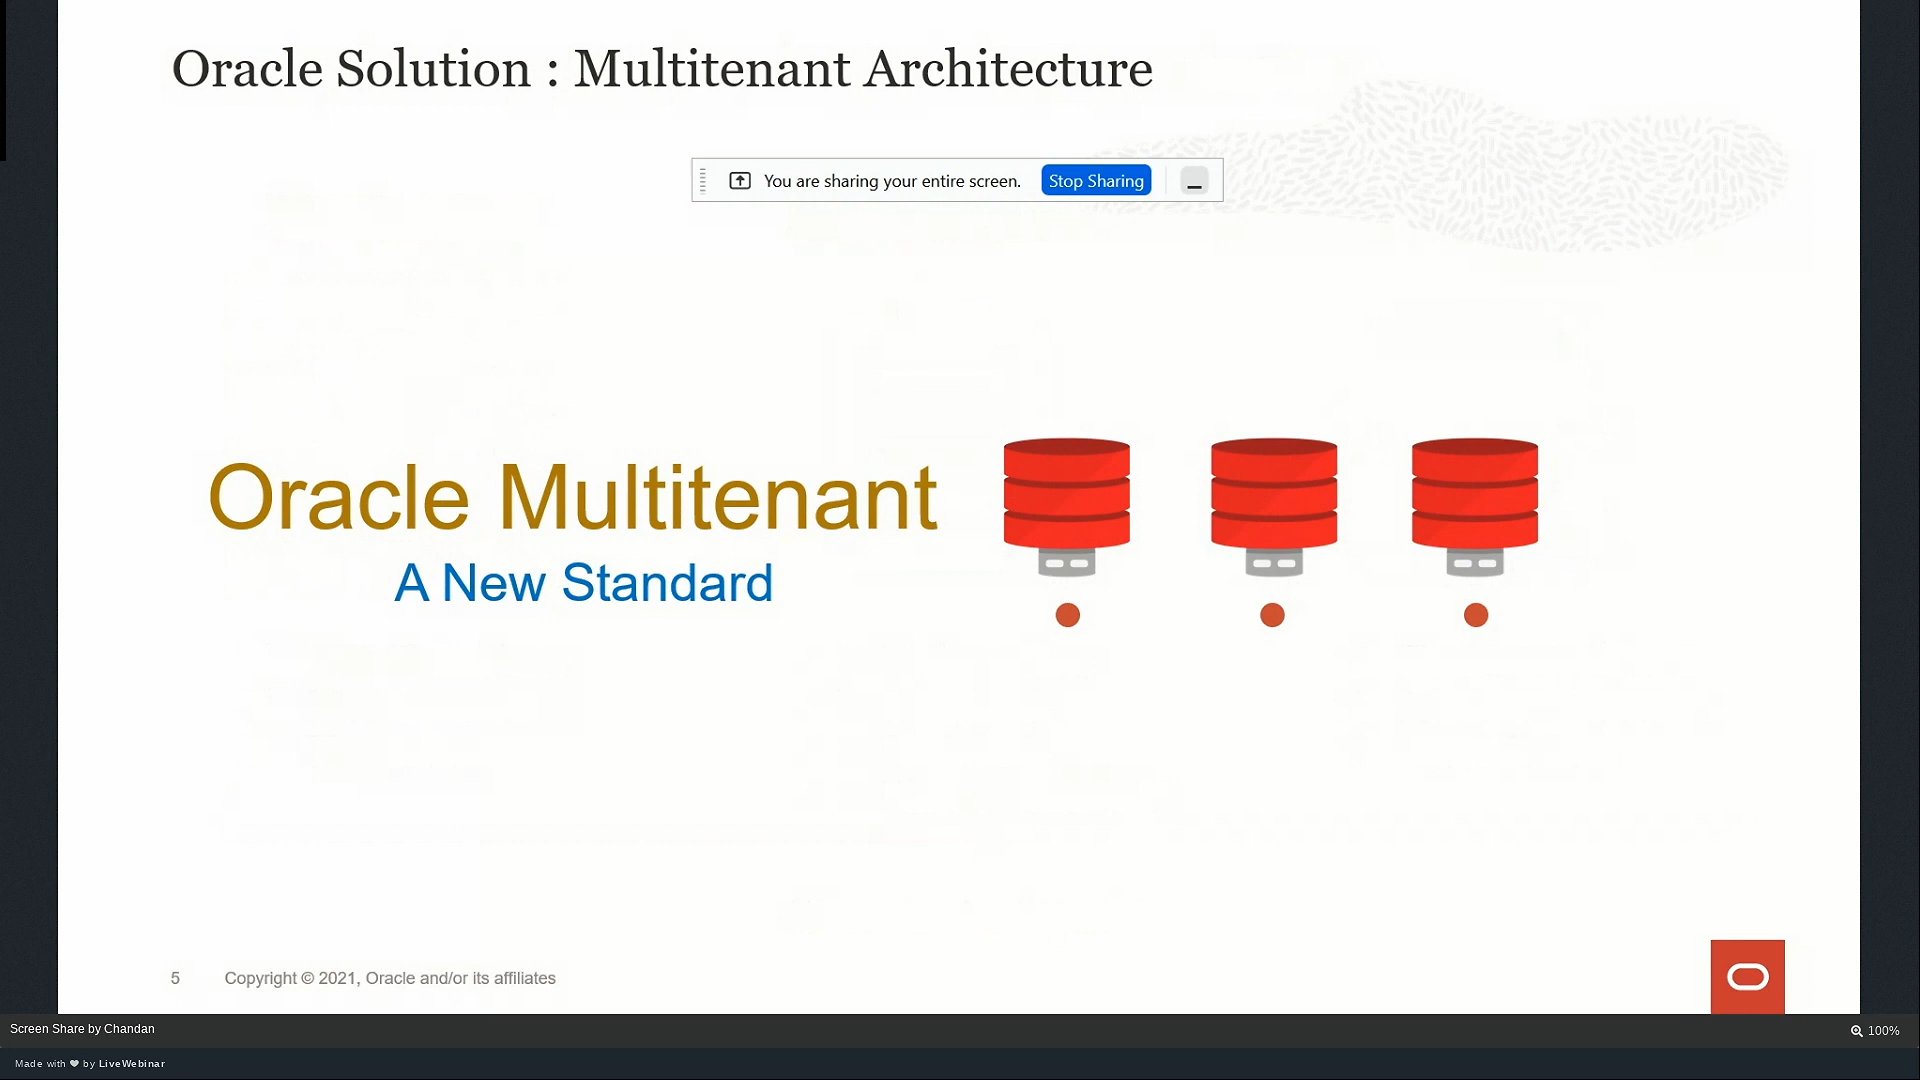 Oracle Solution : Multitenant Architecture
You are sharing your entire screen. Stop Sharing
Oracle Multitenant
A New Standard
5 Copyright © 2021, Oracle and/or its affiliates
Screen Share by Chandan
100%
Made with ♥ by LiveWebinar